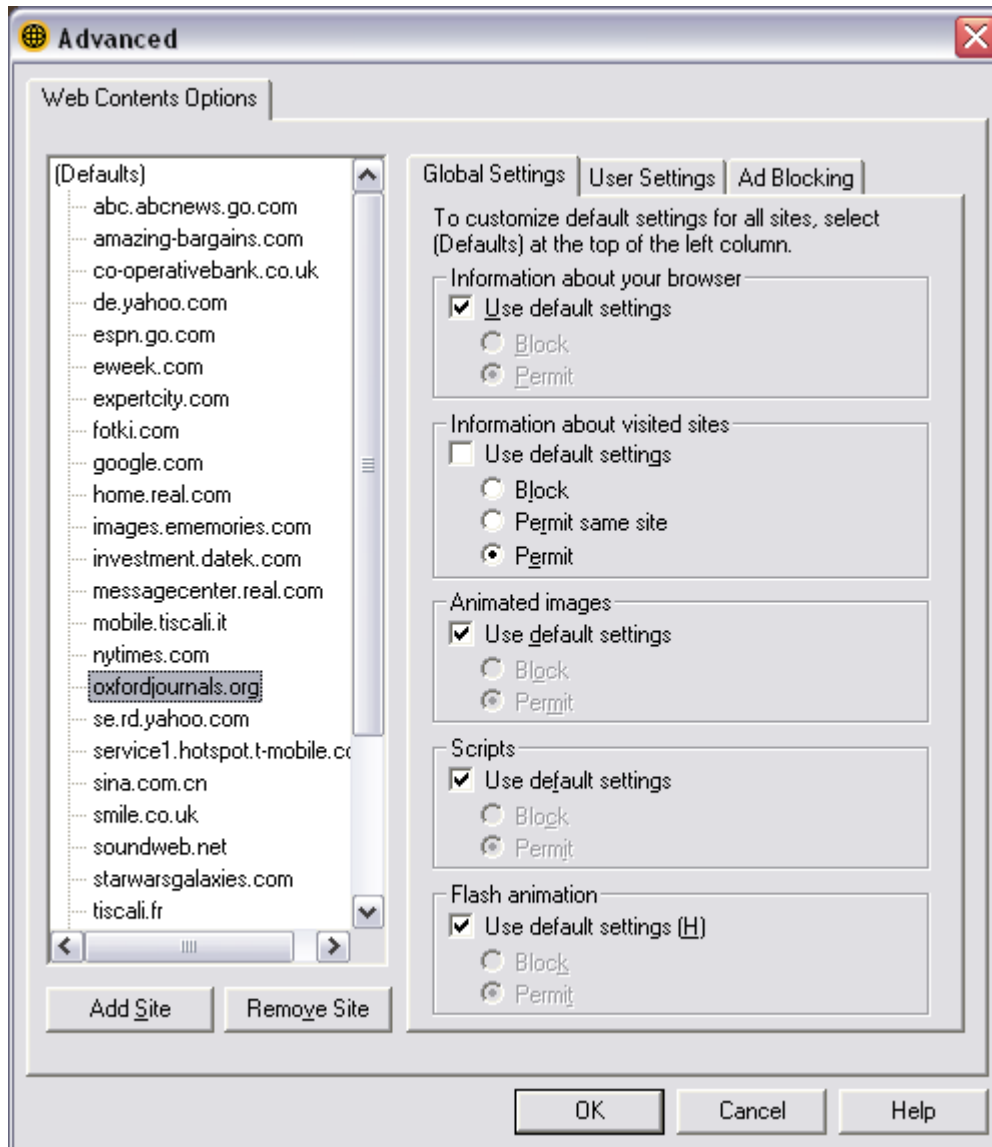 Advanced
Web Contents Options
(Defaults)
abc.abcnews.go.com
amazing-bargains.com
co-operativebank.co.uk
de.yahoo.com
espn.go.com
eweek.com
expertcity.com
fotki.com
google.com
home.real.com
images.ememories.com
investment.datek.com
messagecenter.real.com
mobile.tiscali.it
nytimes.com
oxfordjournals.org
se.rd.yahoo.com
service1.hotspot.t-mobile.co
sina.com.cn
smile.co.uk
soundweb.net
starwarsgalaxies.com
tiscali.fr
Add Site
Remove Site
Global Settings
User Settings
Ad Blocking
To customize default settings for all sites, select
(Defaults) at the top of the left column.
Information about your browser
Use default settings
Block
Permit
Information about visited sites
Use default settings
Block
Permit same site
Permit
Animated images
Use default settings
Block
Permit
Scripts
Use default settings
Block
Permit
Flash animation
Use default settings (H)
Block
Permit
OK
Cancel
Help